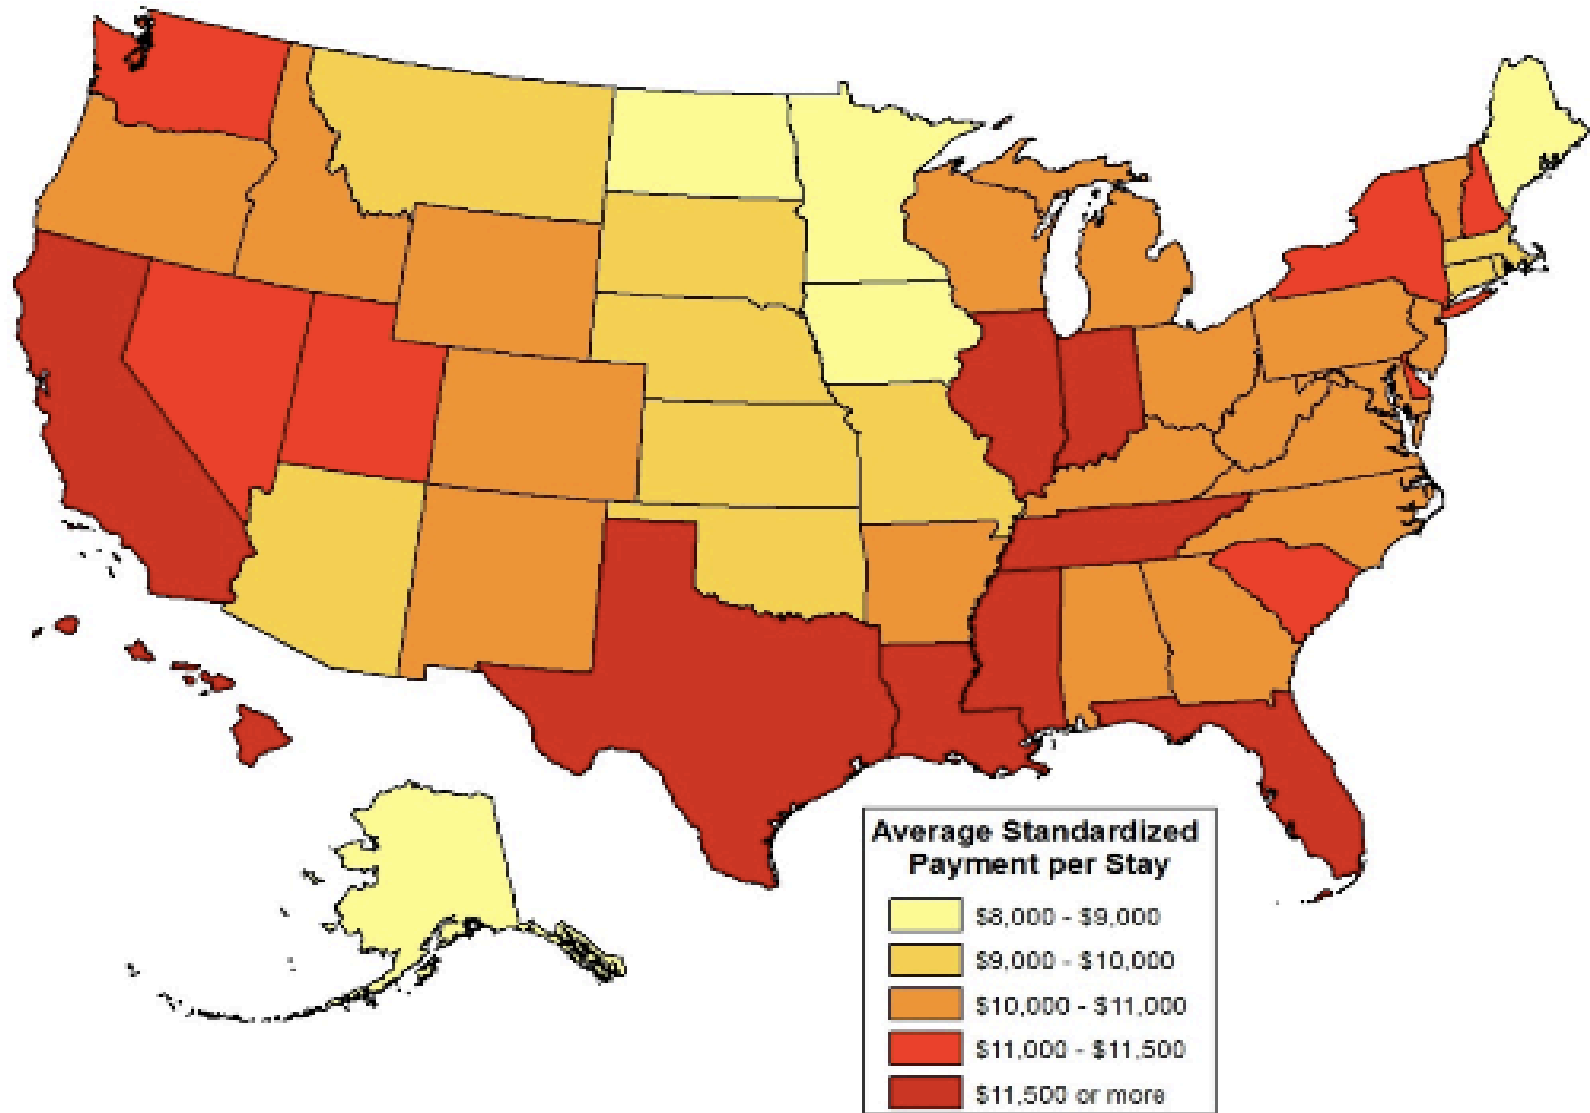 Average Standardized
Payment per Stay
$8,000 - $9,000
$9,000 - $10,000
$10,000 - $11,000
$11,000 - $11,500
$11,500 or more